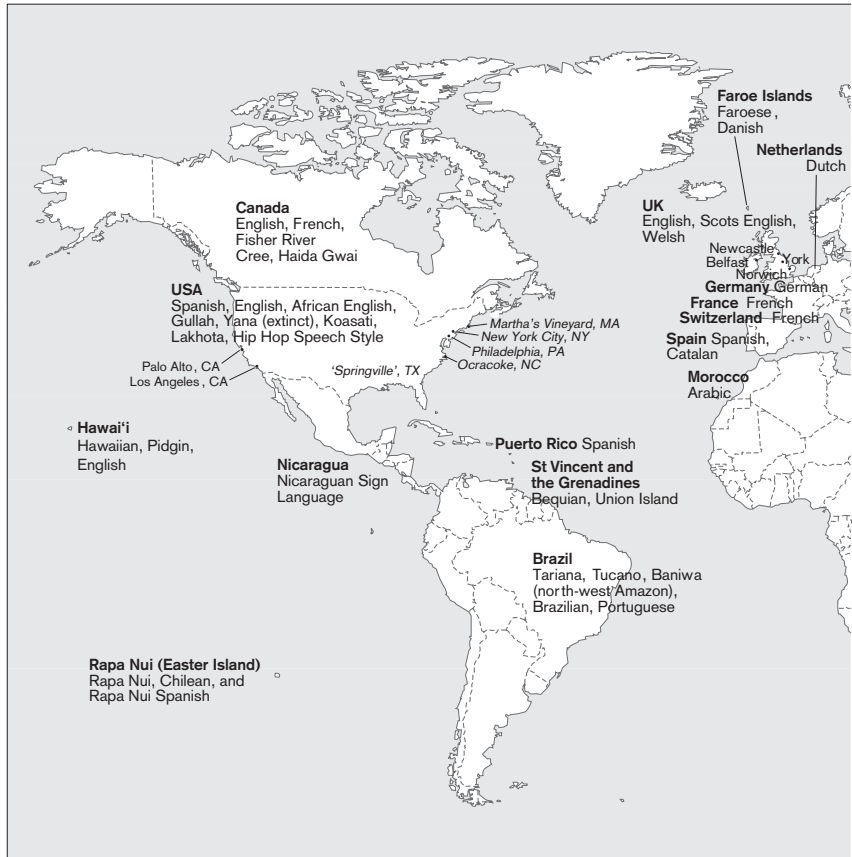 Faroe Islands
Faroese,
Danish
Netherlands
Dutch
Canada
English, French,
Fisher River
Cree, Haida Gwai
UK
English, Scots English,
Welsh
Newcastle
Belfast
York
Norwich
Germany German
France French
Switzerland French
Spain Spanish,
Catalan
Morocco
Arabic
USA
Spanish, English, African English,
Gullah, Yana (extinct), Koasati,
Lakhota, Hip Hop Speech Style
Martha's Vineyard, MA
New York City, NY
Philadelphia, PA
Ocracoke, NC
Palo Alto, CA
Los Angeles, CA
'Springville', TX
Hawai‘i
Hawaiian, Pidgin,
English
Puerto Rico Spanish
Nicaragua
Nicaraguan Sign
Language
St Vincent and
the Grenadines
Bequian, Union Island
Brazil
Tariana, Tucano, Baniwa
(north-west Amazon),
Brazilian, Portuguese
Rapa Nui (Easter Island)
Rapa Nui, Chilean, and
Rapa Nui Spanish